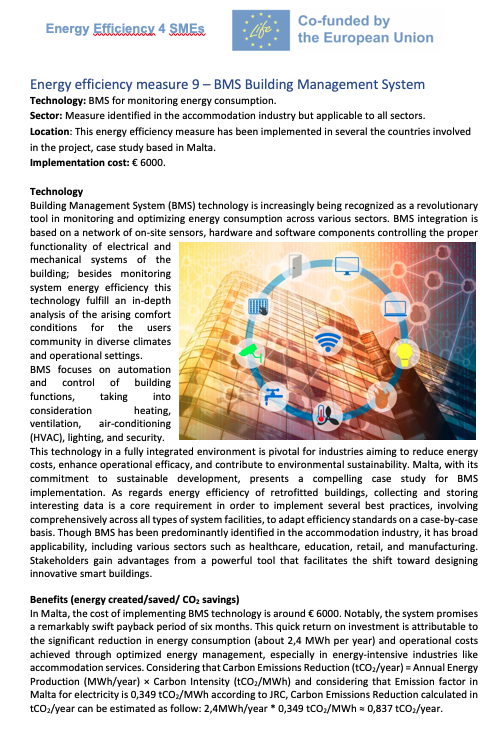 Energy Efficiency 4 SMEs
Life
Co-funded by
the European Union
Energy efficiency measure 9 – BMS Building Management System
Technology: BMS for monitoring energy consumption.
Sector: Measure identified in the accommodation industry but applicable to all sectors.
Location: This energy efficiency measure has been implemented in several the countries involved
in the project, case study based in Malta.
Implementation cost: € 6000.
Technology
Building Management System (BMS) technology is increasingly being recognized as a revolutionary
tool in monitoring and optimizing energy consumption across various sectors. BMS integration is
based on a network of on-site sensors, hardware and software components controlling the proper
functionality of electrical and
mechanical systems of the
building; besides monitoring
system energy efficiency this
technology fulfill an in-depth
analysis of the arising comfort
conditions for the users
community in diverse climates
and operational settings.
BMS focuses on automation
and control of building
functions, taking into
consideration heating,
ventilation, air-conditioning
(HVAC), lighting, and security.
This technology in a fully integrated environment is pivotal for industries aiming to reduce energy
costs, enhance operational efficacy, and contribute to environmental sustainability. Malta, with its
commitment to sustainable development, presents a compelling case study for BMS
implementation. As regards energy efficiency of retrofitted buildings, collecting and storing
interesting data is a core requirement in order to implement several best practices, involving
comprehensively across all types of system facilities, to adapt efficiency standards on a case-by-case
basis. Though BMS has been predominantly identified in the accommodation industry, it has broad
applicability, including various sectors such as healthcare, education, retail, and manufacturing.
Stakeholders gain advantages from a powerful tool that facilitates the shift toward designing
innovative smart buildings.
Benefits (energy created/saved/ CO₂ savings)
In Malta, the cost of implementing BMS technology is around € 6000. Notably, the system promises
a remarkably swift payback period of six months. This quick return on investment is attributable to
the significant reduction in energy consumption (about 2,4 MWh per year) and operational costs
achieved through optimized energy management, especially in energy-intensive industries like
accommodation services. Considering that Carbon Emissions Reduction (tCO₂/year) = Annual Energy
Production (MWh/year) × Carbon Intensity (tCO₂/MWh) and considering that Emission factor in
Malta for electricity is 0,349 tCO₂/MWh according to JRC, Carbon Emissions Reduction calculated in
tCO₂/year can be estimated as follow: 2,4MWh/year * 0,349 tCO₂/MWh ≈ 0,837 tCO₂/year.